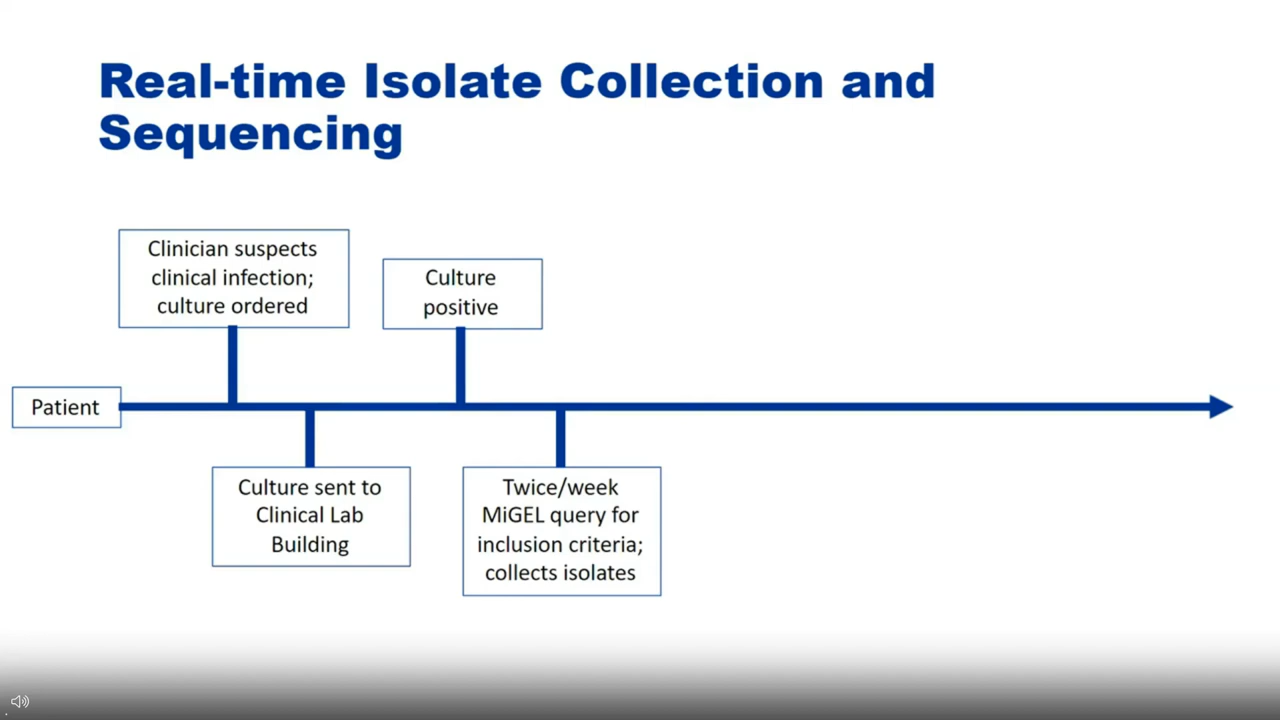 Real-time Isolate Collection and
Sequencing
Clinician suspects
clinical infection;
culture ordered
Culture
positive
Patient
Culture sent to
Clinical Lab
Building
Twice/week
MiGEL query for
inclusion criteria;
collects isolates